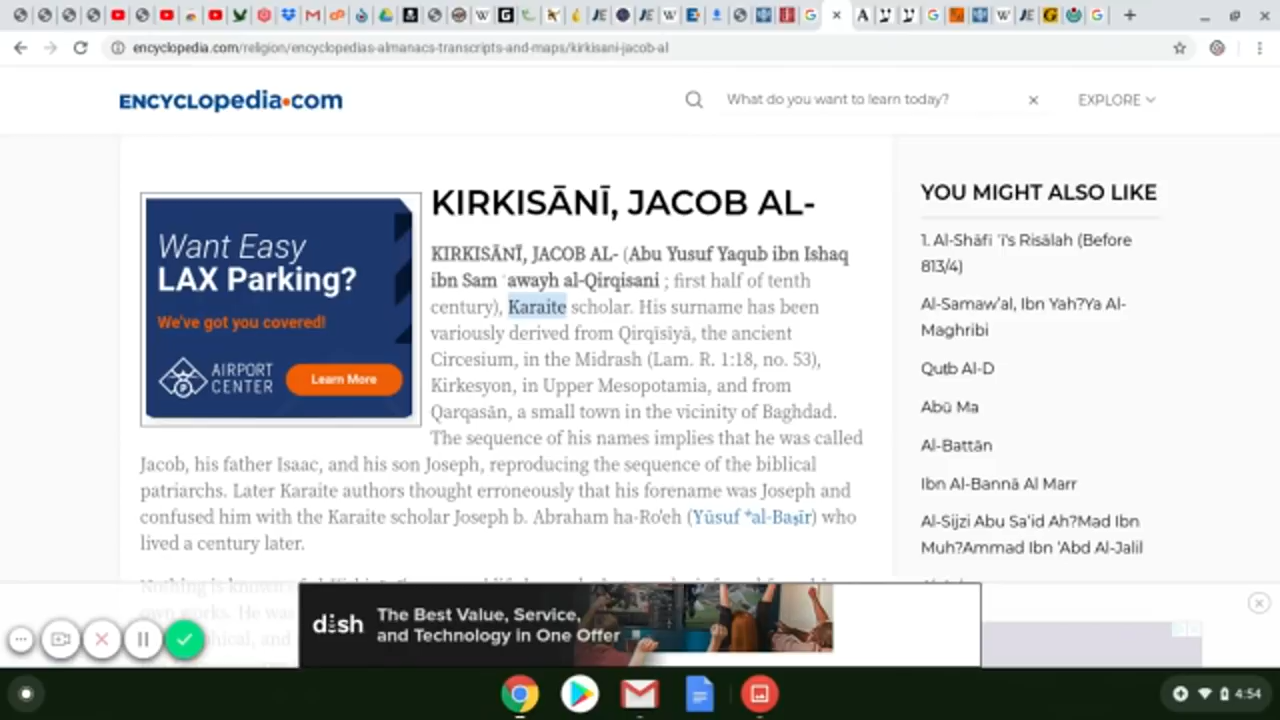 encyclopedia.com/religion/encyclopedias-almanacs-transcripts-and-maps/kirkisani-jacob-al
ENCYCLOpedia.com
What do you want to learn today?
EXPLORE
Want Easy
LAX Parking?
We've got you covered!
AIRPORT
CENTER
Learn More
KIRKISĀNĪ, JACOB AL-
KIRKISĀNĪ, JACOB AL- (Abu Yusuf Yaqub ibn Ishaq
ibn Sam ʿawayh al-Qirqisani ; first half of tenth
century), Karaite scholar. His surname has been
variously derived from Qirqīsiyā, the ancient
Circesium, in the Midrash (Lam. R. 1:18, no. 53),
Kirkesyon, in Upper Mesopotamia, and from
Qarqasān, a small town in the vicinity of Baghdad.
The sequence of his names implies that he was called
Jacob, his father Isaac, and his son Joseph, reproducing the sequence of the biblical
patriarchs. Later Karaite authors thought erroneously that his forename was Joseph and
confused him with the Karaite scholar Joseph b. Abraham ha-Ro'eh (Yūsuf *al-Baṣīr) who
lived a century later.
Nothing is known
own works. He was
YOU MIGHT ALSO LIKE
1. Al-Shāfi ʿī's Risālah (Before
813/4)
Al-Samaw'al, Ibn Yah?Ya Al-
Maghribi
Qutb Al-D
Abū Ma
Al-Battān
Ibn Al-Bannā Al Marr
Al-Sijzi Abu Sa'id Ah?Mad Ibn
Muh?Ammad Ibn 'Abd Al-Jalil
dish
The Best Value, Service,
and Technology in One Offer
4:54